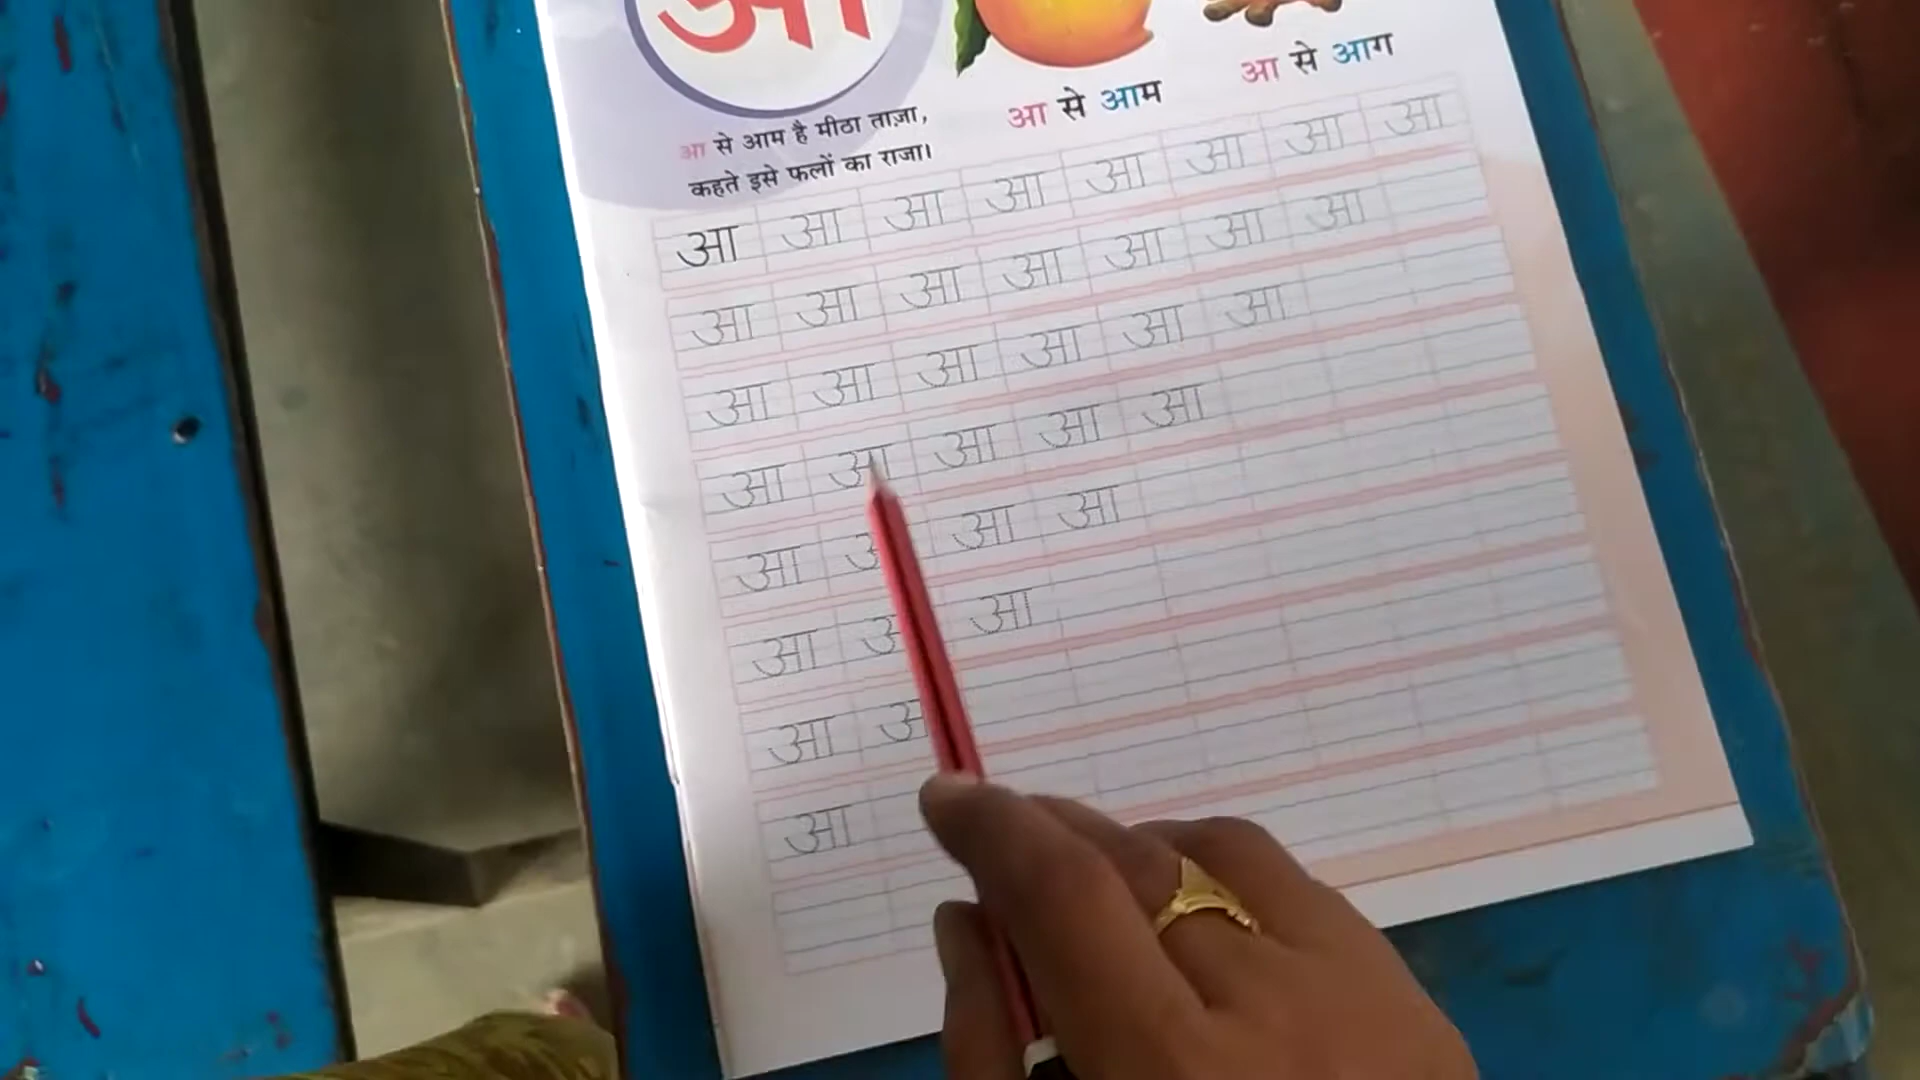 आ
आ से आम
आ से आग
आ से आम है मीठा ताज़ा,
कहते इसे फलों का राजा।
आ आ आ आ आ आ आ आ
आ आ आ आ आ आ आ
आ आ आ आ आ आ
आ आ आ आ आ
आ आ आ आ
आ आ आ
आ आ
आ